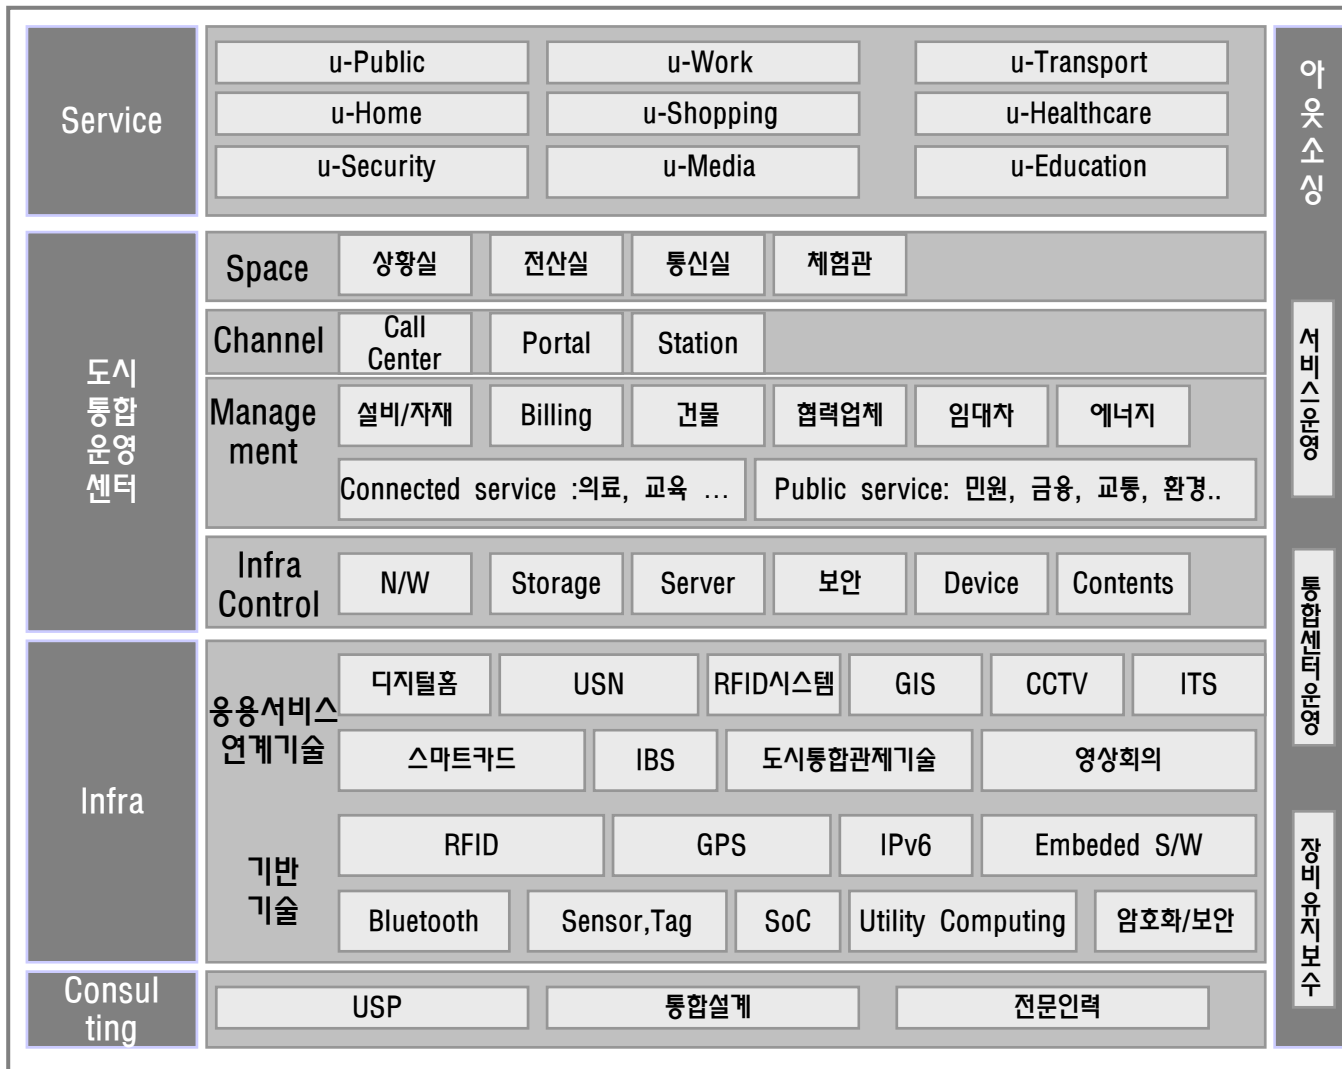 Service
u-Public
u-Work
u-Transport
u-Home
u-Shopping
u-Healthcare
u-Security
u-Media
u-Education
도시
통합
운영
센터
Space
상황실
전산실
통신실
체험관
Channel
Call
Center
Portal
Station
Manage
ment
설비/자재
Billing
건물
협력업체
임대차
에너지
Connected service :의료, 교육 …
Public service: 민원, 금융, 교통, 환경..
Infra
Control
N/W
Storage
Server
보안
Device
Contents
Infra
응용서비스
연계기술
디지털홈
USN
RFID시스템
GIS
CCTV
ITS
스마트카드
IBS
도시통합관제기술
영상회의
기반
기술
RFID
GPS
IPv6
Embeded S/W
Bluetooth
Sensor,Tag
SoC
Utility Computing
암호화/보안
Consul
ting
USP
통합설계
전문인력
아웃소싱
서비스운영
통합센터운영
장비유지보수